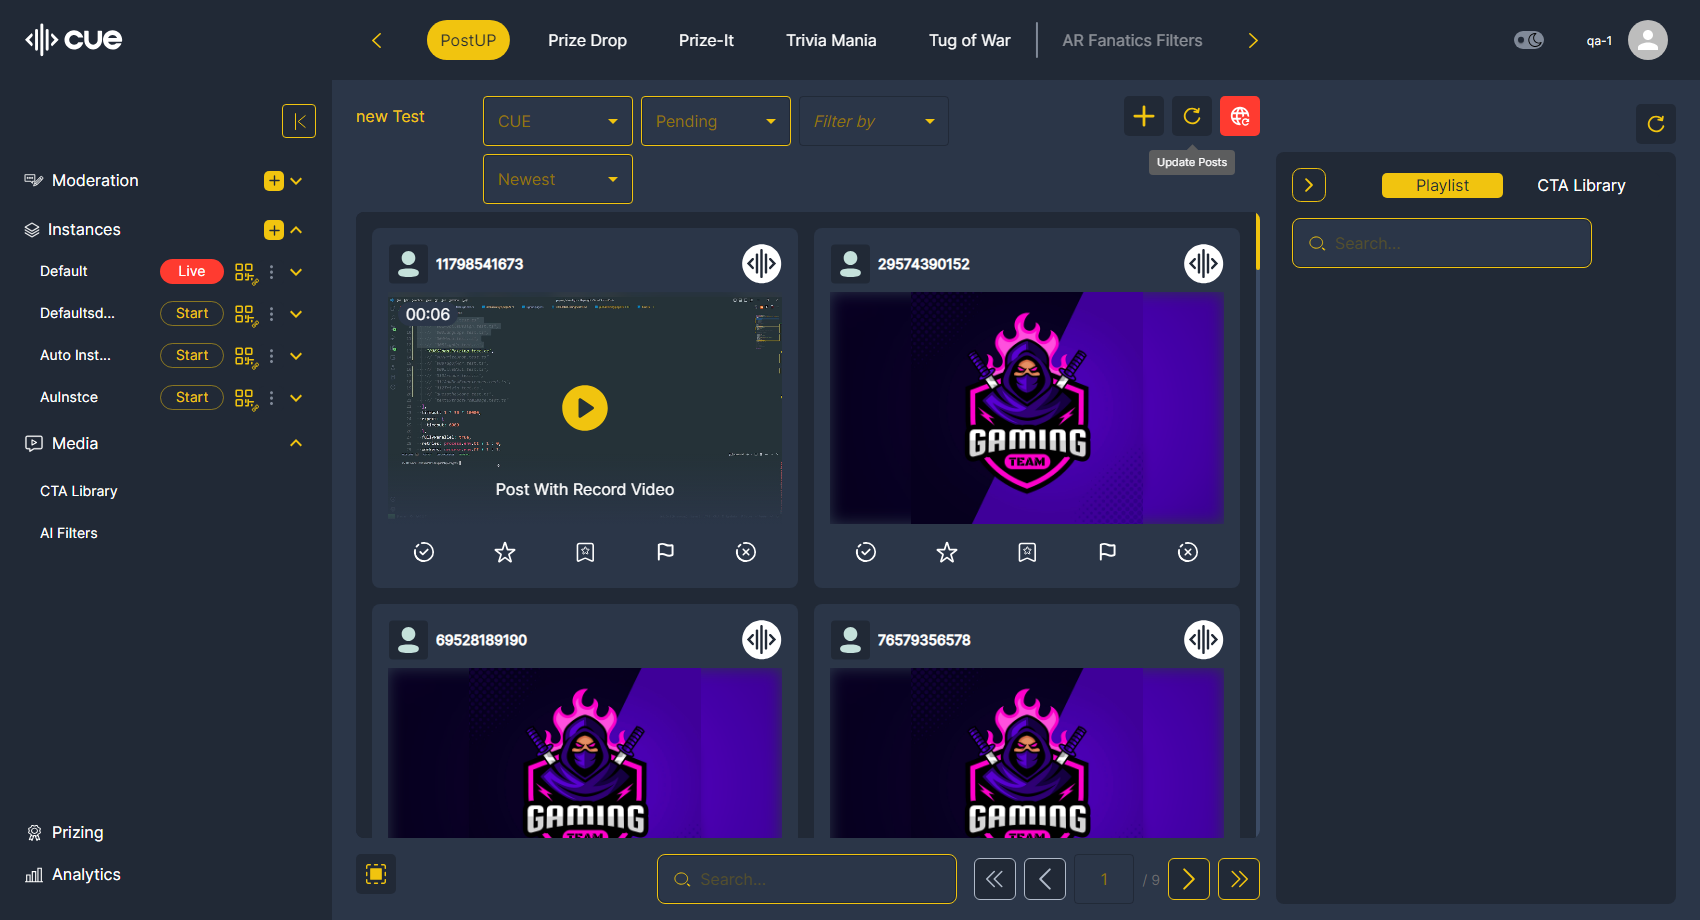 cue
PostUP
Prize Drop
Prize-It
Trivia Mania
Tug of War
AR Fanatics Filters
qa-1
Moderation
Instances
Default
Live
Defaultsd...
Start
Auto Inst...
Start
AuInstce
Start
Media
CTA Library
AI Filters
Prizing
Analytics
new Test
CUE
Pending
Filter by
Newest
Update Posts
11798541673
00:06
Post With Record Video
29574390152
GAMING
TEAM
69528189190
GAMING
TEAM
76579356578
GAMING
TEAM
Search...
1
/ 9
Playlist
CTA Library
Search...